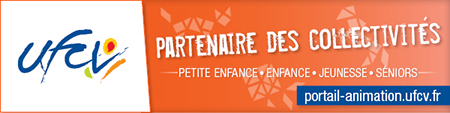 ufcv
PARTENAIRE DES COLLECTIVITÉS
PETITE ENFANCE • ENFANCE • JEUNESSE • SÉNIORS
portail-animation.ufcv.fr